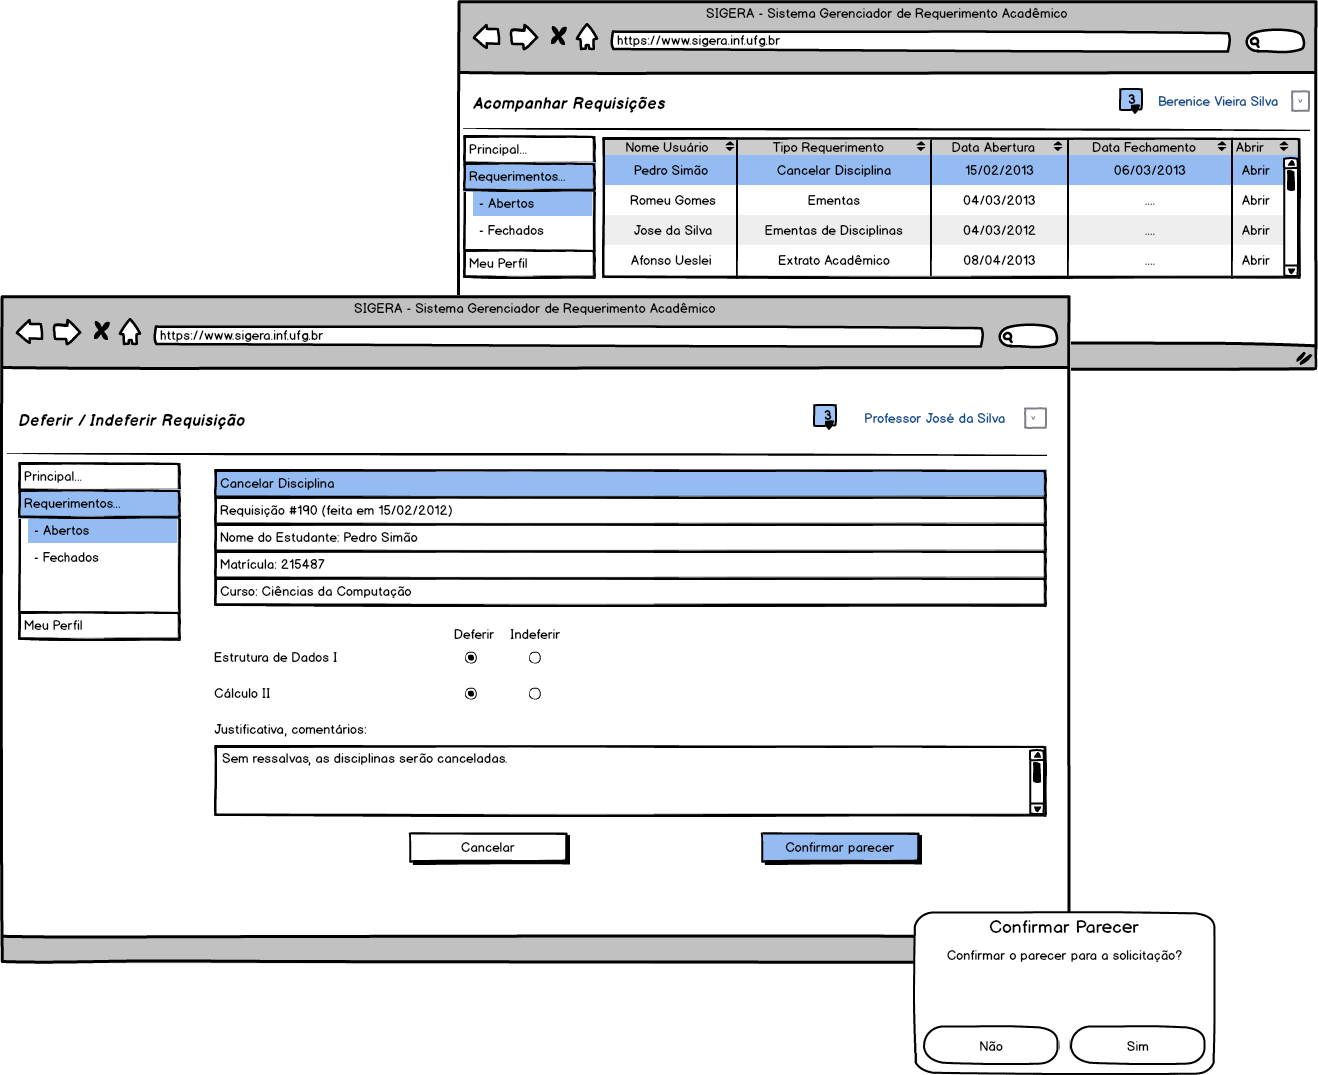 SIGERA - Sistema Gerenciador de Requerimento Acadêmico
https://www.sigera.inf.ufg.br
Acompanhar Requisições
3
Berenice Vieira Silva
v
Principal...
Requerimentos...
- Abertos
- Fechados
Meu Perfil
Nome Usuário Tipo Requerimento Data Abertura Data Fechamento Abrir
Pedro Simão Cancelar Disciplina 15/02/2013 06/03/2013 Abrir
Romeu Gomes Ementas 04/03/2013 .... Abrir
Jose da Silva Ementas de Disciplinas 04/03/2012 .... Abrir
Afonso Ueslei Extrato Acadêmico 08/04/2013 .... Abrir
SIGERA - Sistema Gerenciador de Requerimento Acadêmico
https://www.sigera.inf.ufg.br
Deferir / Indeferir Requisição
3
Professor José da Silva
v
Principal...
Requerimentos...
- Abertos
- Fechados
Meu Perfil
Cancelar Disciplina
Requisição #190 (feita em 15/02/2012)
Nome do Estudante: Pedro Simão
Matrícula: 215487
Curso: Ciências da Computação
Deferir Indeferir
Estrutura de Dados I
Cálculo II
Justificativa, comentários:
Sem ressalvas, as disciplinas serão canceladas.
Cancelar
Confirmar parecer
Confirmar Parecer
Confirmar o parecer para a solicitação?
Não
Sim